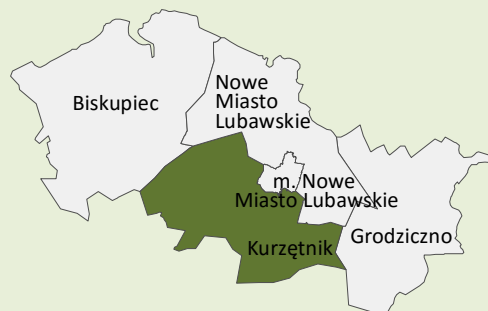 Nowe
Miasto
Lubawskie
Biskupiec
m. Nowe
Miasto Lubawskie
Grodziczno
Kurzętnik